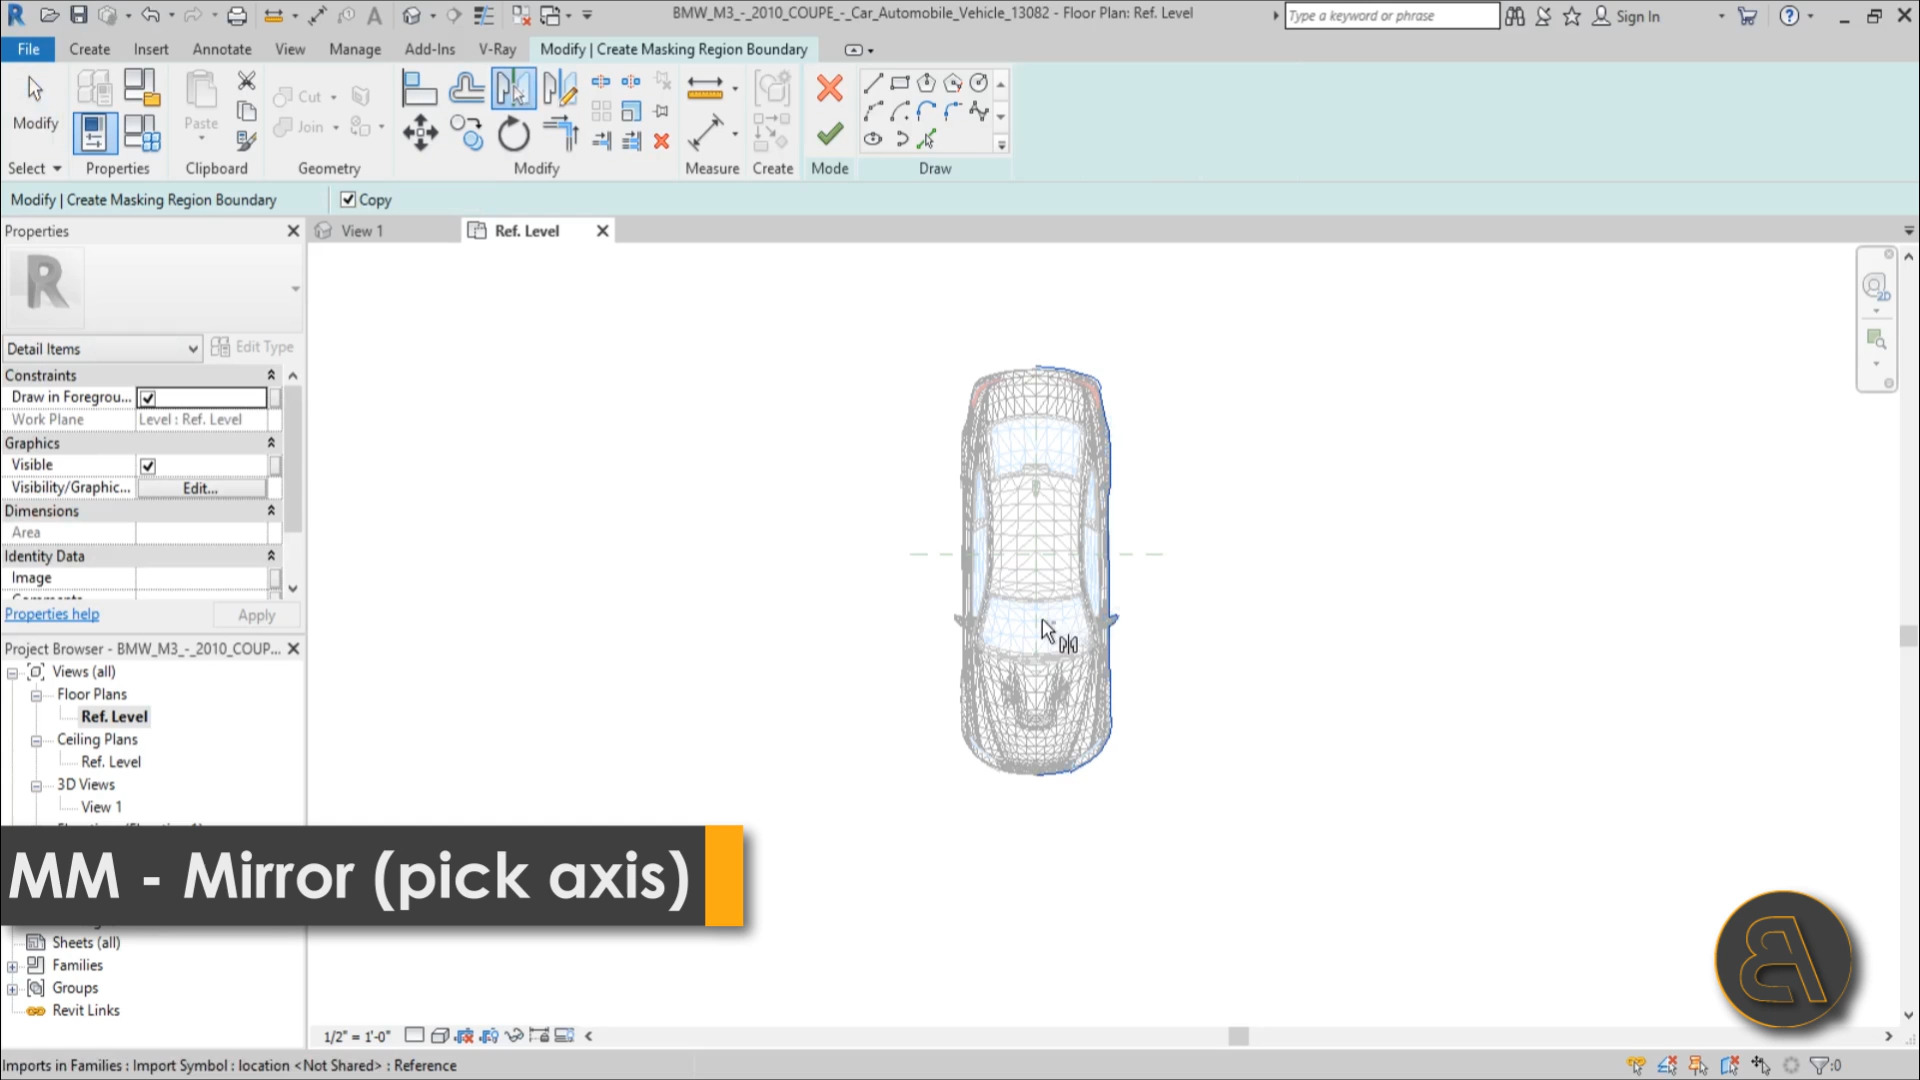 BMW_M3_-_2010_COUPE_-_Car_Automobile_Vehicle_13082 - Floor Plan: Ref. Level
Type a keyword or phrase
Sign In
File
Create
Insert
Annotate
View
Manage
Add-Ins
V-Ray
Modify | Create Masking Region Boundary
Modify
Paste
Cut
Join
Select
Properties
Clipboard
Geometry
Modify
Measure
Create
Mode
Draw
Modify | Create Masking Region Boundary
Copy
Properties
View 1
Ref. Level
Detail Items
Edit Type
Constraints
Draw in Foregrou...
Work Plane
Level : Ref. Level
Graphics
Visible
Visibility/Graphic...
Edit...
Dimensions
Area
Identity Data
Image
Properties help
Apply
Project Browser - BMW_M3_-_2010_COUP...
Views (all)
Floor Plans
Ref. Level
Ceiling Plans
Ref. Level
3D Views
View 1
MM - Mirror (pick axis)
Sheets (all)
Families
Groups
Revit Links
1/2" = 1'-0"
2D
Imports in Families : Import Symbol : location <Not Shared> : Reference
:0